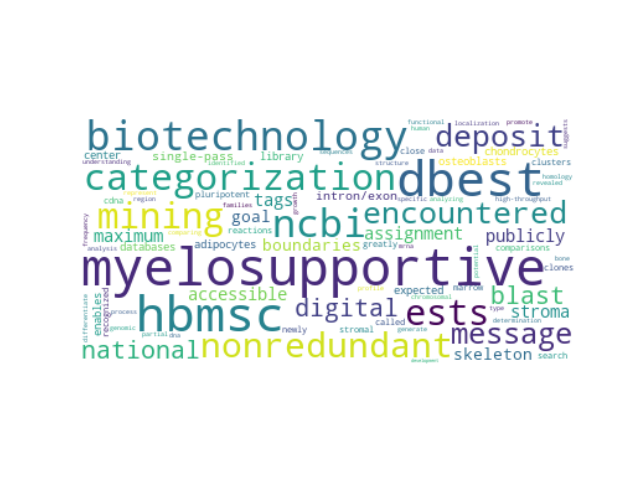 functional localization promote
biotechnology human deposit suggests
center single-pass library sequences close data chondrocytes
understanding identified structure osteoblasts clusters
categorization dbest homology revealed
represent pluripotent tags intron/exon specific analyzing high-throughput
cdna region families growth
mining goal ncbi encountered
maximum comparing reactions assignment publicly
frequency analysis databases adipocytes boundaries greatly mrna potential comparisons
myelosupportive bone clones
accessible profile expected marrow blast
differentiate enables recognized process hbmsc digital chromosomal ests type stroma
newly called determination message
genomic partial dna stromal generate
national nonredundant skeleton search
development